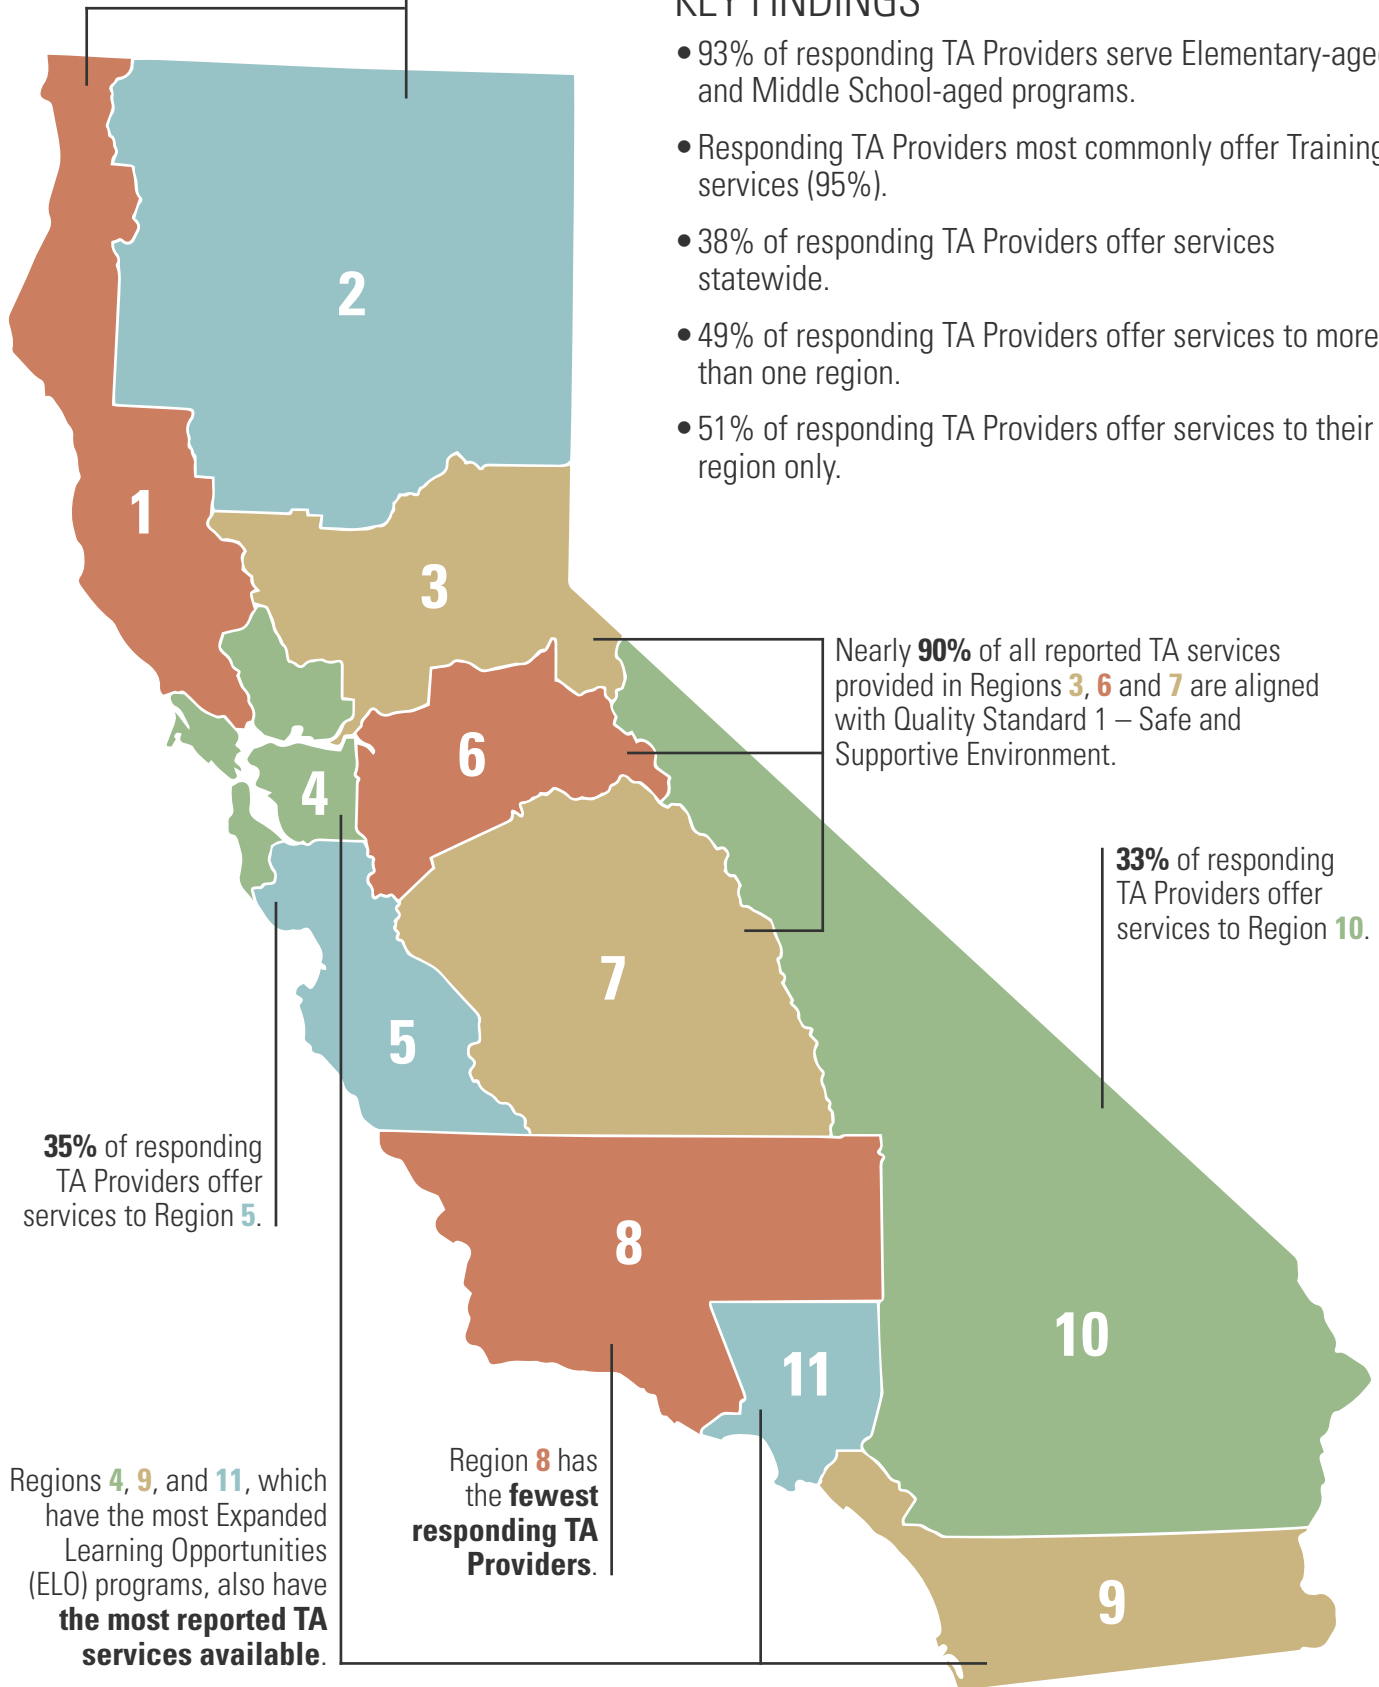 KEY FINDINGS
• 93% of responding TA Providers serve Elementary-aged
and Middle School-aged programs.
• Responding TA Providers most commonly offer Training
services (95%).
• 38% of responding TA Providers offer services
statewide.
• 49% of responding TA Providers offer services to more
than one region.
• 51% of responding TA Providers offer services to their
region only.
2
1
3
Nearly 90% of all reported TA services
provided in Regions 3, 6 and 7 are aligned
with Quality Standard 1 – Safe and
Supportive Environment.
6
4
33% of responding
TA Providers offer
services to Region 10.
7
5
35% of responding
TA Providers offer
services to Region 5.
8
10
11
Region 8 has
the fewest
responding TA
Providers.
Regions 4, 9, and 11, which
have the most Expanded
Learning Opportunities
(ELO) programs, also have
the most reported TA
services available.
9